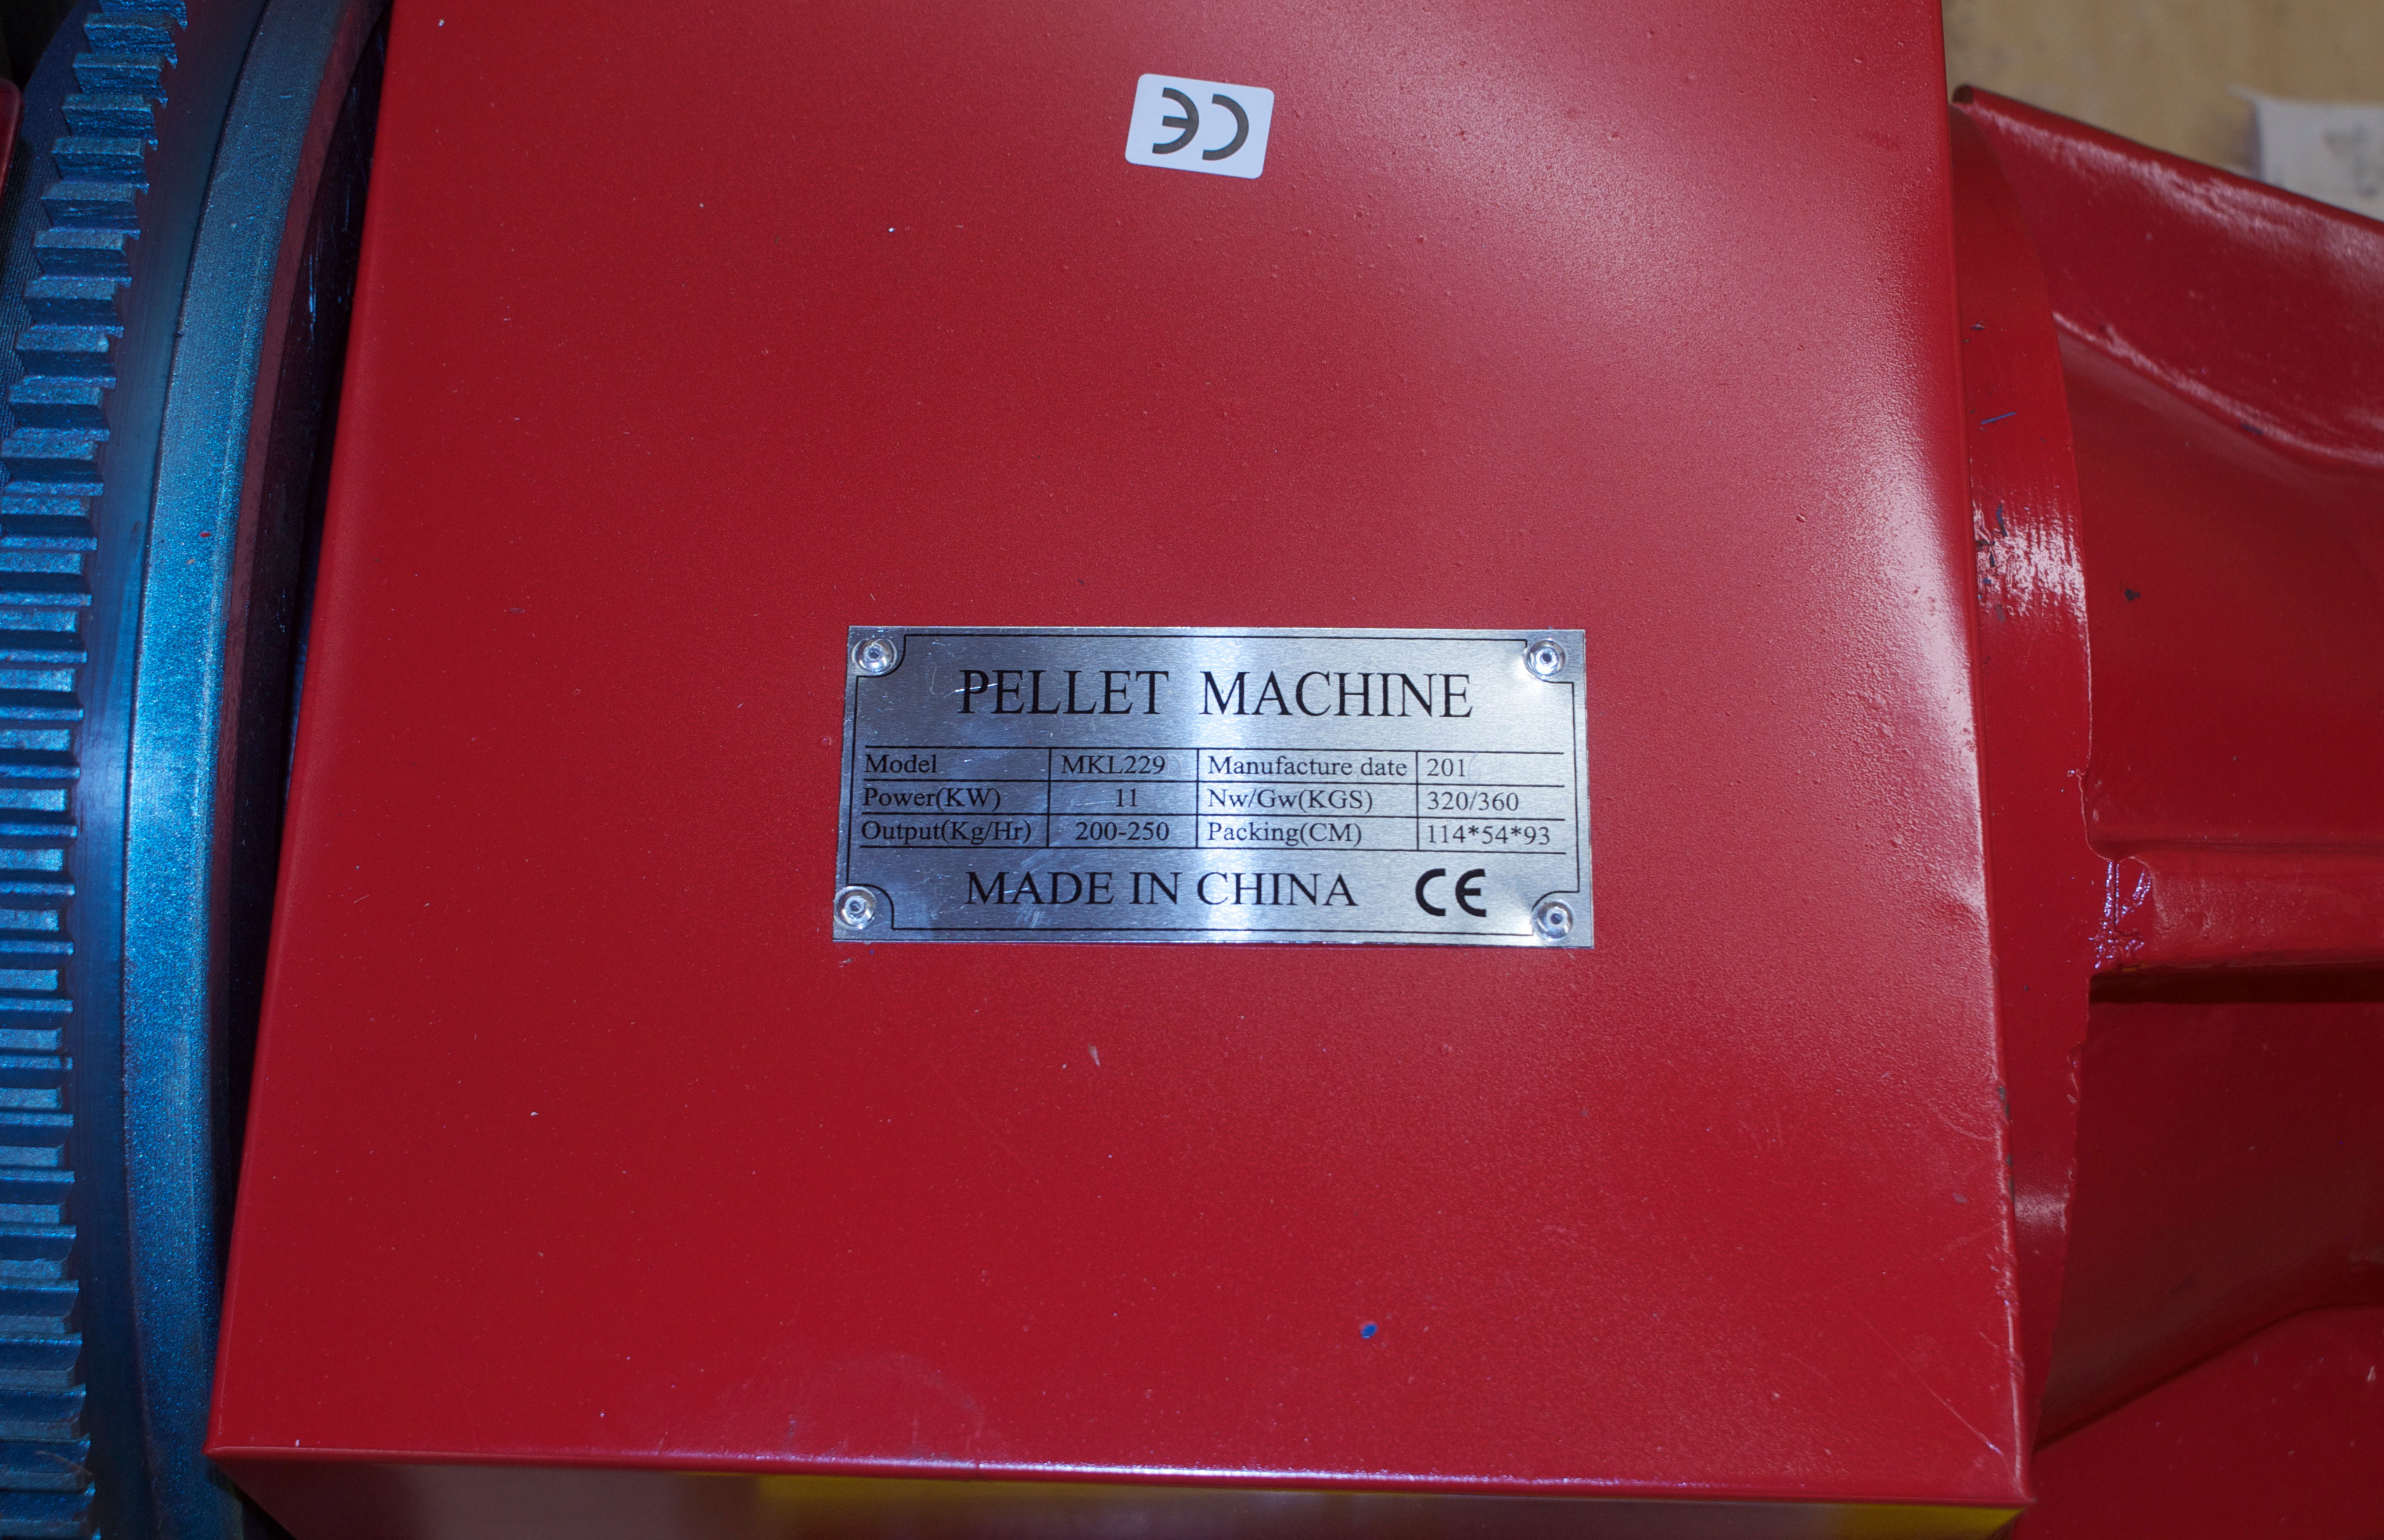 CE
PELLET MACHINE
Model MKL229 Manufacture date 201
Power(KW) 11 Nw/Gw(KGS) 320/360
Output(Kg/Hr) 200-250 Packing(CM) 114*54*93
MADE IN CHINA CE